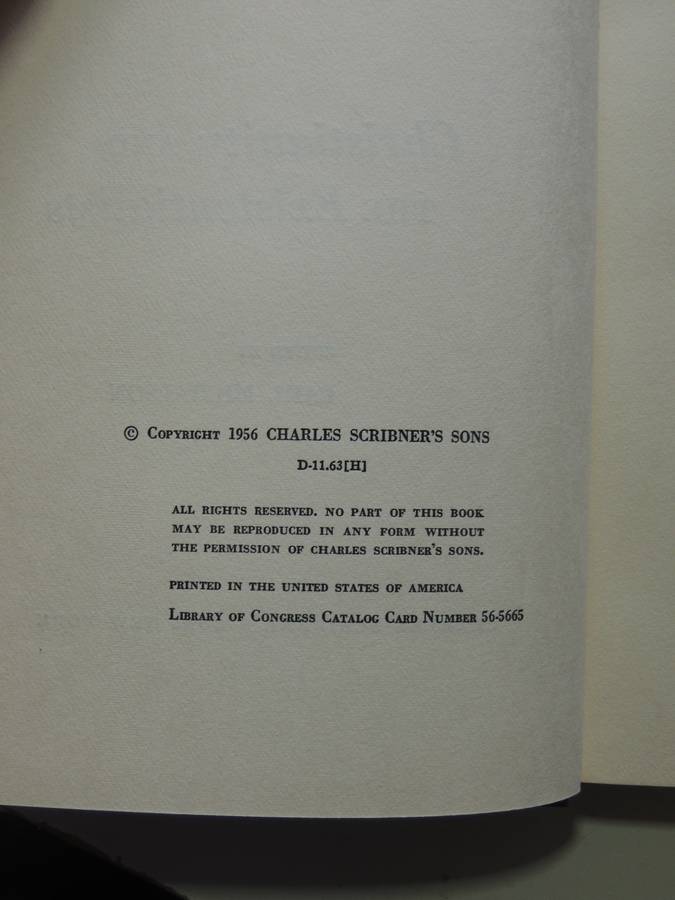 © Copyright 1956 CHARLES SCRIBNER'S SONS
D-11.63[H]
ALL RIGHTS RESERVED. NO PART OF THIS BOOK
MAY BE REPRODUCED IN ANY FORM WITHOUT
THE PERMISSION OF CHARLES SCRIBNER'S SONS.
PRINTED IN THE UNITED STATES OF AMERICA
Library of Congress Catalog Card Number 56-5665